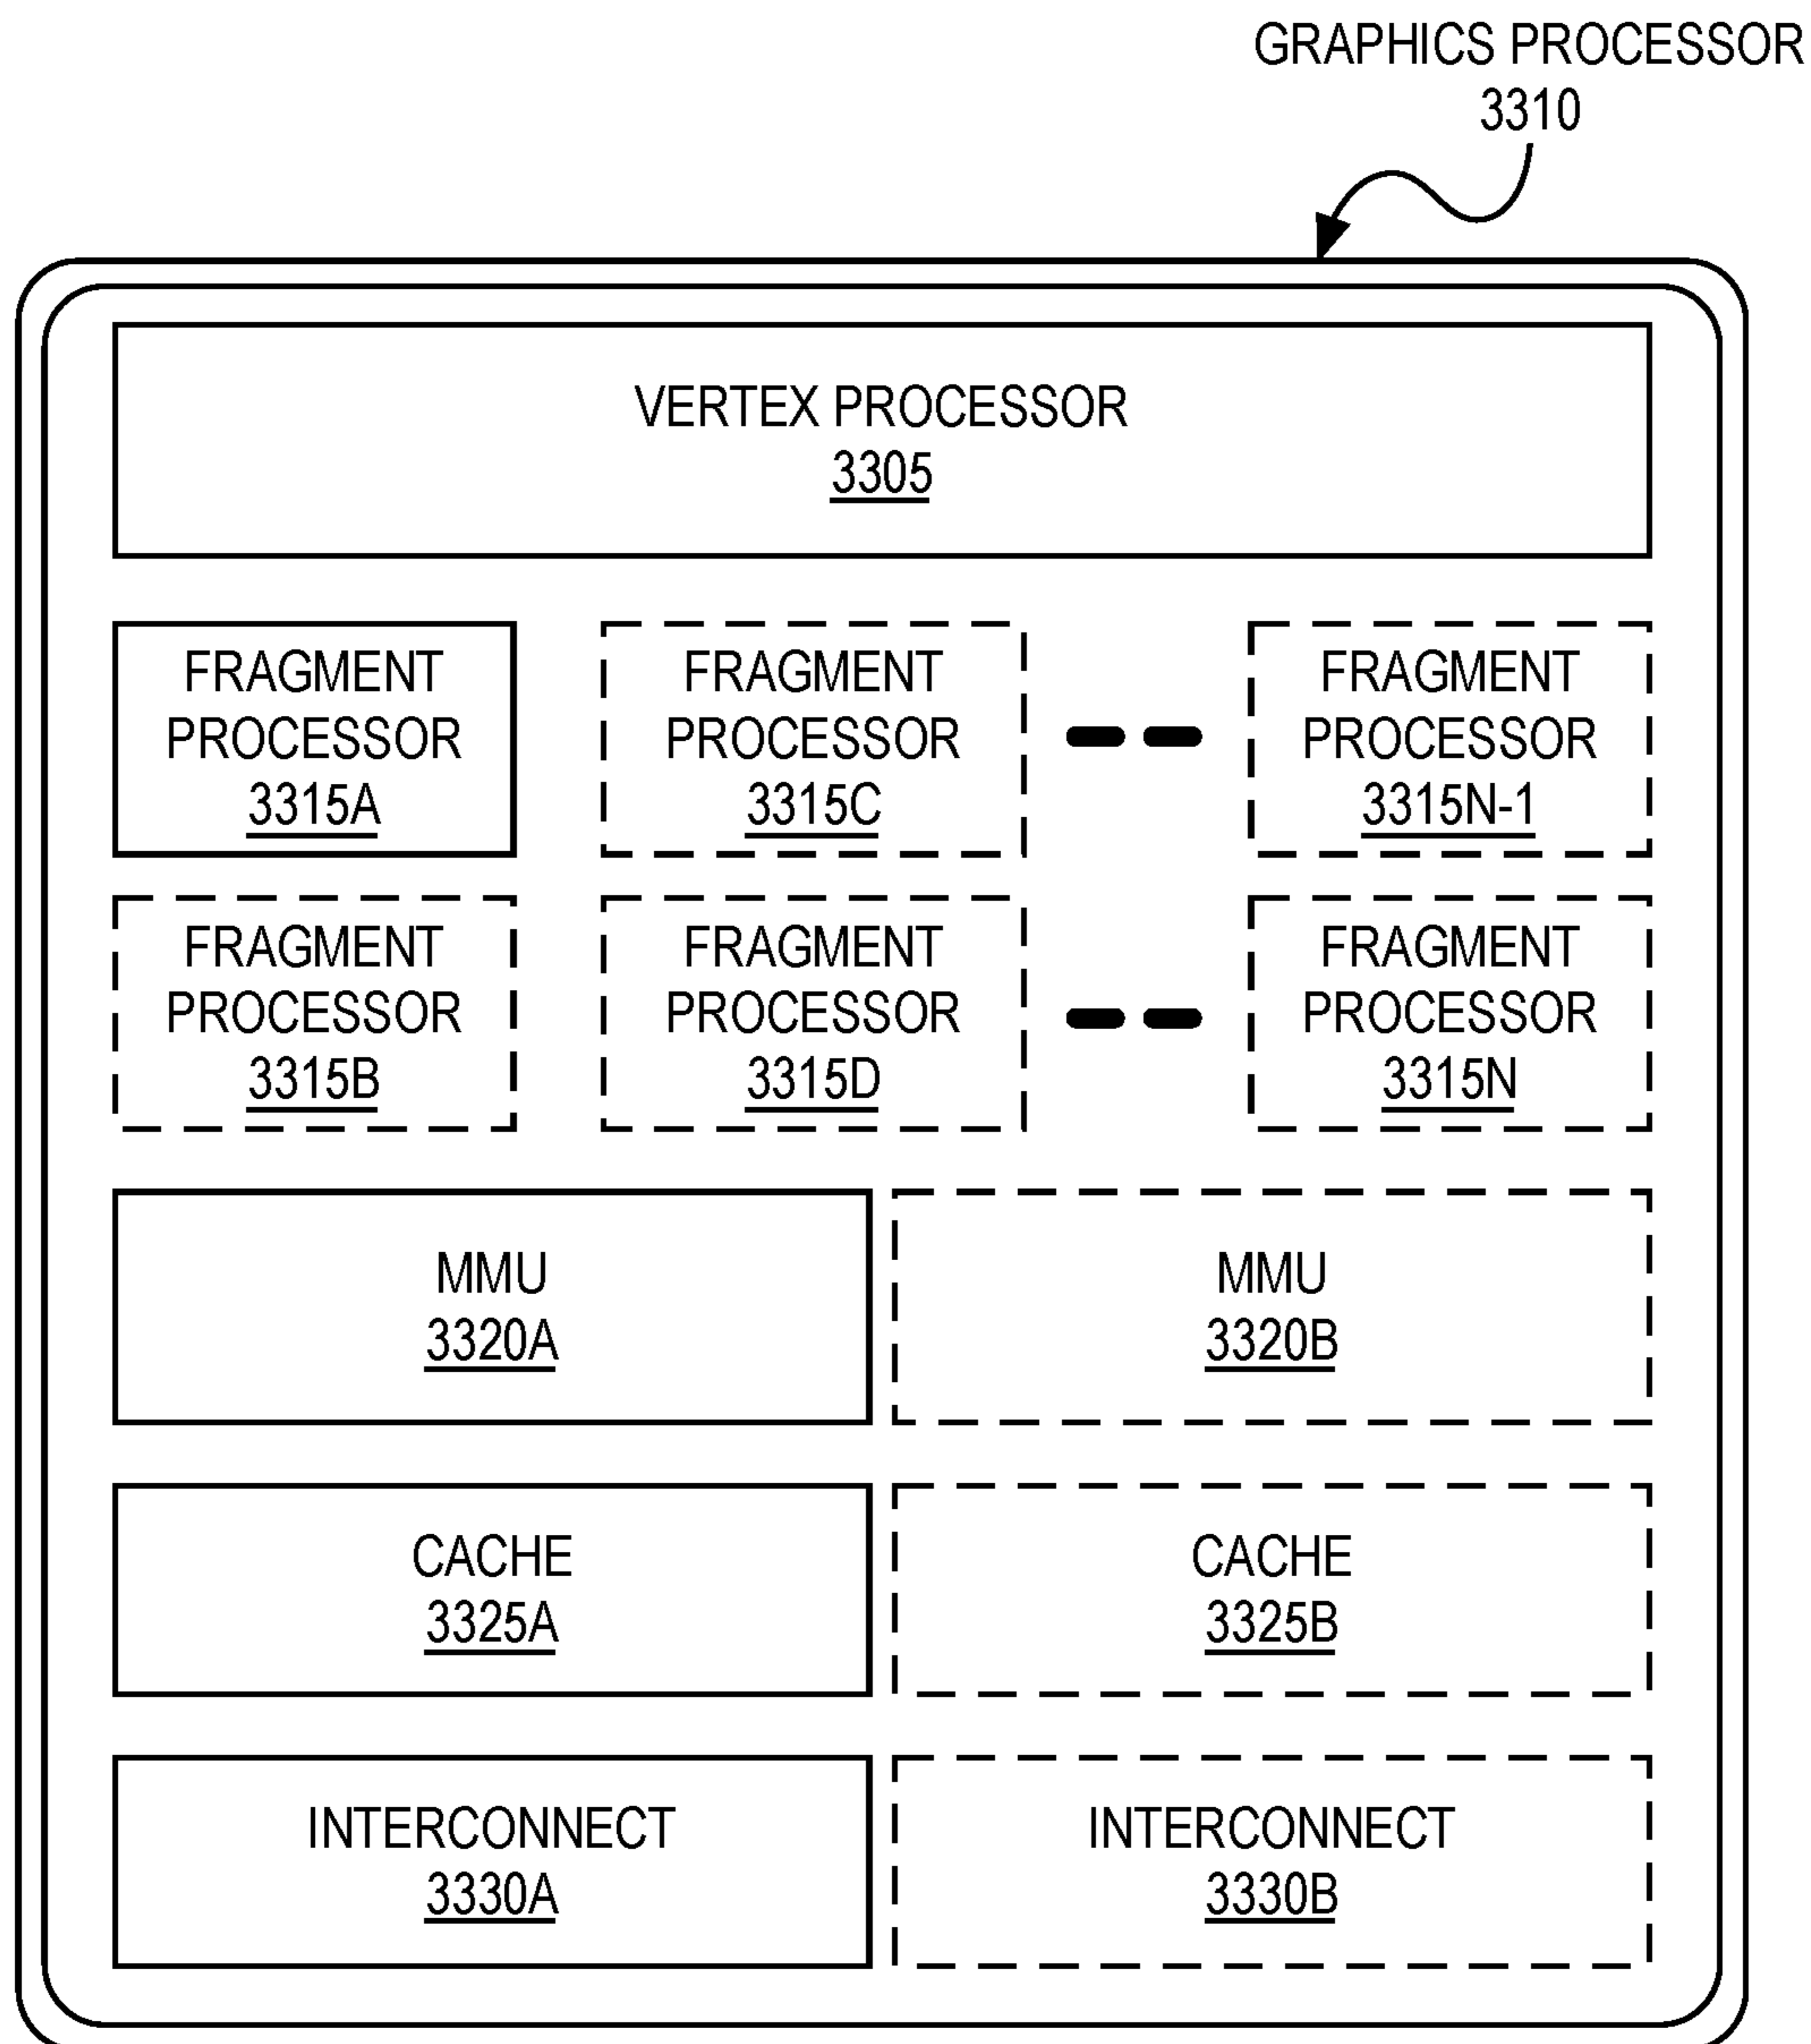 GRAPHICS PROCESSOR
3310
VERTEX PROCESSOR
3305
FRAGMENT
PROCESSOR
3315A
FRAGMENT
PROCESSOR
3315C
FRAGMENT
PROCESSOR
3315N-1
FRAGMENT
PROCESSOR
3315B
FRAGMENT
PROCESSOR
3315D
FRAGMENT
PROCESSOR
3315N
MMU
3320A
MMU
3320B
CACHE
3325A
CACHE
3325B
INTERCONNECT
3330A
INTERCONNECT
3330B